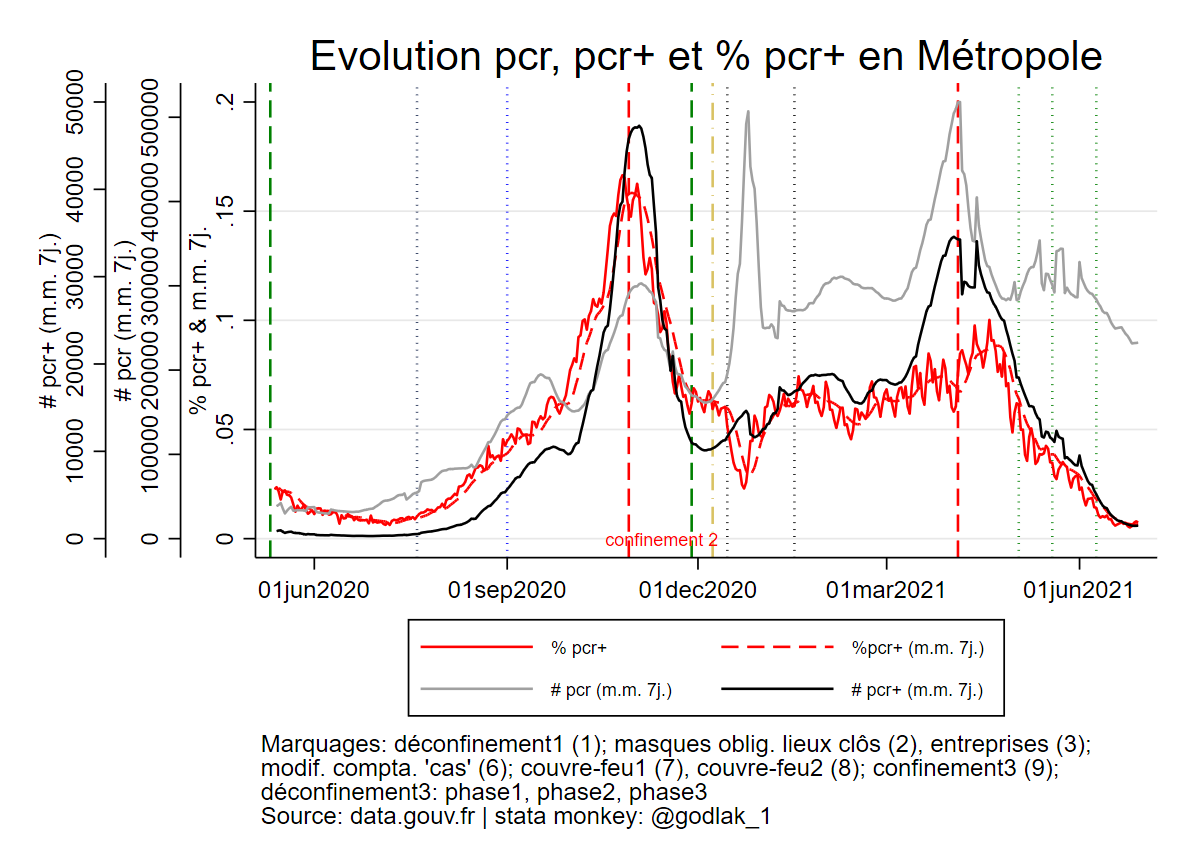 Evolution pcr, pcr+ et % pcr+ en Métropole
# pcr+ (m.m. 7j.)
0
10000
20000
30000
40000
50000
# pcr (m.m. 7j.)
0
100000
200000
300000
400000
500000
% pcr+ & m.m. 7j.
0
.05
.1
.15
.2
confinement 2
01jun2020
01sep2020
01dec2020
01mar2021
01jun2021
% pcr+
%pcr+ (m.m. 7j.)
# pcr (m.m. 7j.)
# pcr+ (m.m. 7j.)
Marquages: déconfinement1 (1); masques oblig. lieux clôs (2), entreprises (3);
modif. compta. 'cas' (6); couvre-feu1 (7), couvre-feu2 (8); confinement3 (9);
déconfinement3: phase1, phase2, phase3
Source: data.gouv.fr | stata monkey: @godlak_1